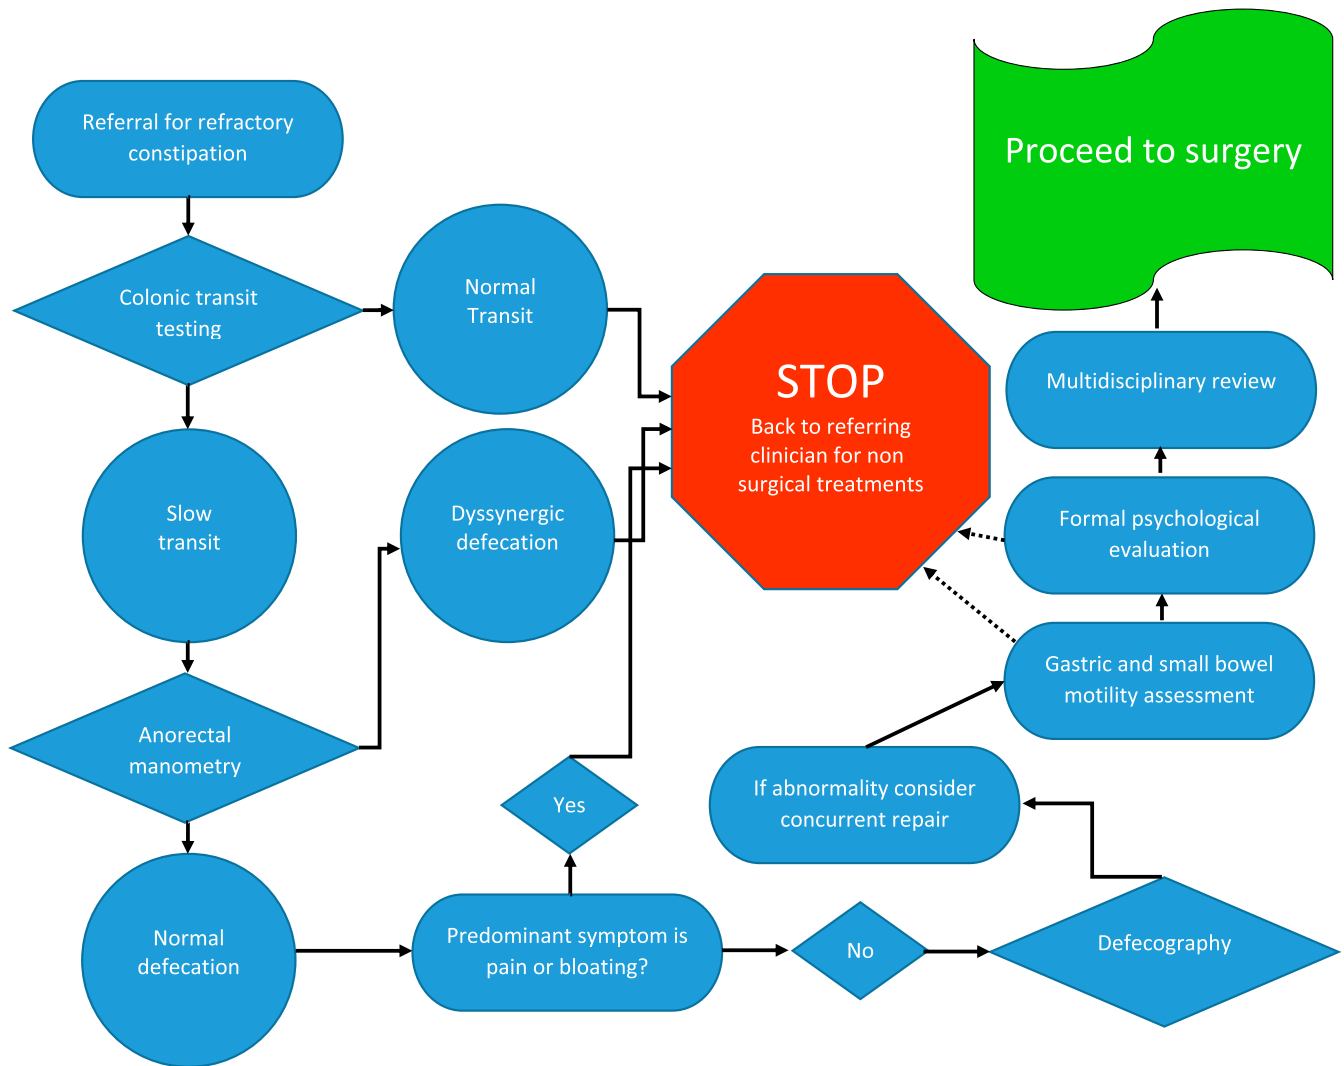 Referral for refractory
constipation
Colonic transit
testing
Normal
Transit
Slow
transit
Dyssynergic
defecation
Anorectal
manometry
Normal
defecation
Predominant symptom is
pain or bloating?
Yes
No
Defecography
If abnormality consider
concurrent repair
Gastric and small bowel
motility assessment
Formal psychological
evaluation
Multidisciplinary review
Proceed to surgery
STOP
Back to referring
clinician for non
surgical treatments